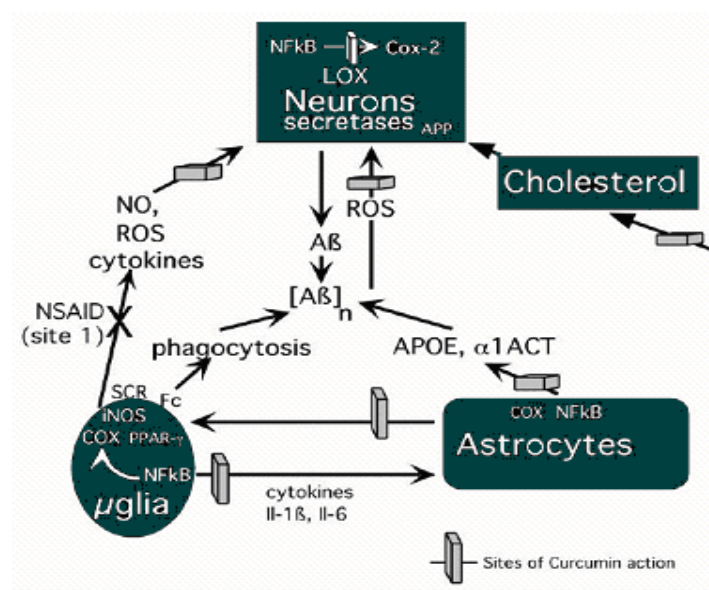 NFkB Cox-2
LOX
Neurons
secretases APP
Cholesterol
NO,
ROS
cytokines
ROS
Aß
[Aß]n
NSAID
(site 1)
phagocytosis
APOE, α1ACT
SCR Fc
iNOS
COX PPAR-γ
NFkB
µglia
COX NFkB
Astrocytes
cytokines
Il-1ß, Il-6
Sites of Curcumin action